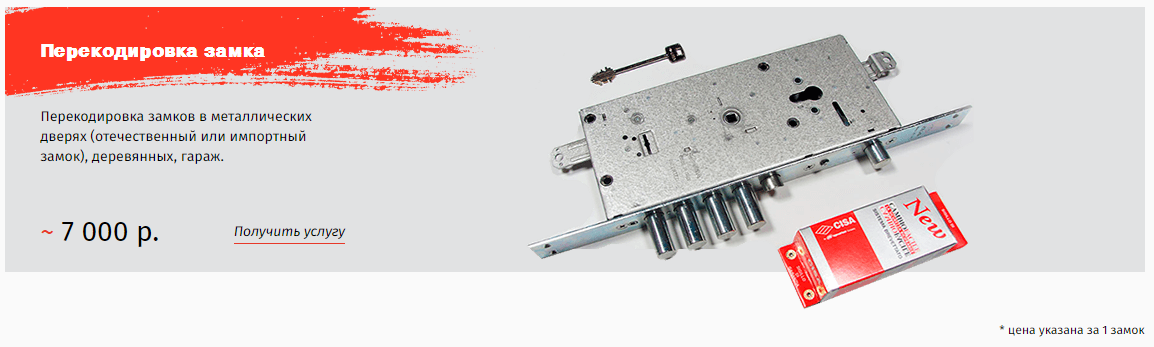 Перекодировка замка
Перекодировка замков в металлических
дверях (отечественный или импортный
замок), деревянных, гараж.
~ 7 000 р.
Получить услугу
New
CISA
* цена указана за 1 замок